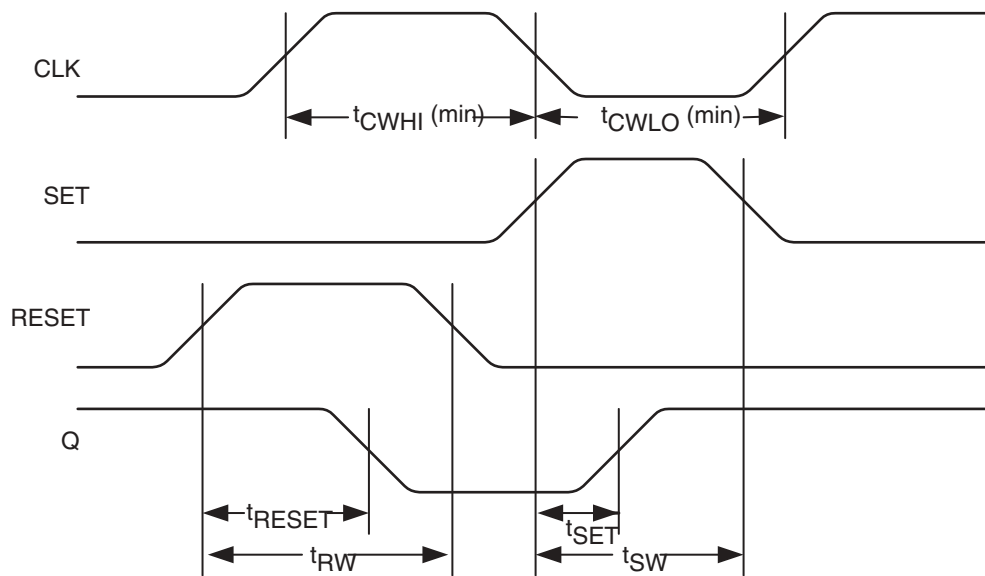 CLK
tCWHI (min)
tCWLO (min)
SET
RESET
Q
tRESET
tSET
tRW
tSW